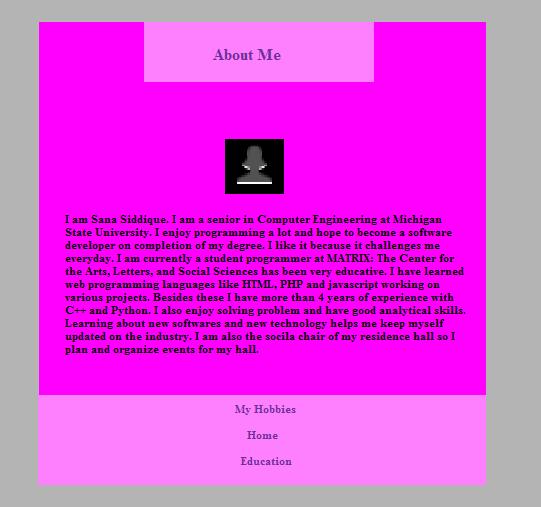 About Me
I am Sana Siddique. I am a senior in Computer Engineering at Michigan
State University. I enjoy programming a lot and hope to become a software
developer on completion of my degree. I like it because it challenges me
everyday. I am currently a student programmer at MATRIX: The Center for
the Arts, Letters, and Social Sciences has been very educative. I have learned
web programming languages like HTML, PHP and javascript working on
various projects. Besides these I have more than 4 years of experience with
C++ and Python. I also enjoy solving problem and have good analytical skills.
Learning about new softwares and new technology helps me keep myself
updated on the industry. I am also the socila chair of my residence hall so I
plan and organize events for my hall.
My Hobbies
Home
Education